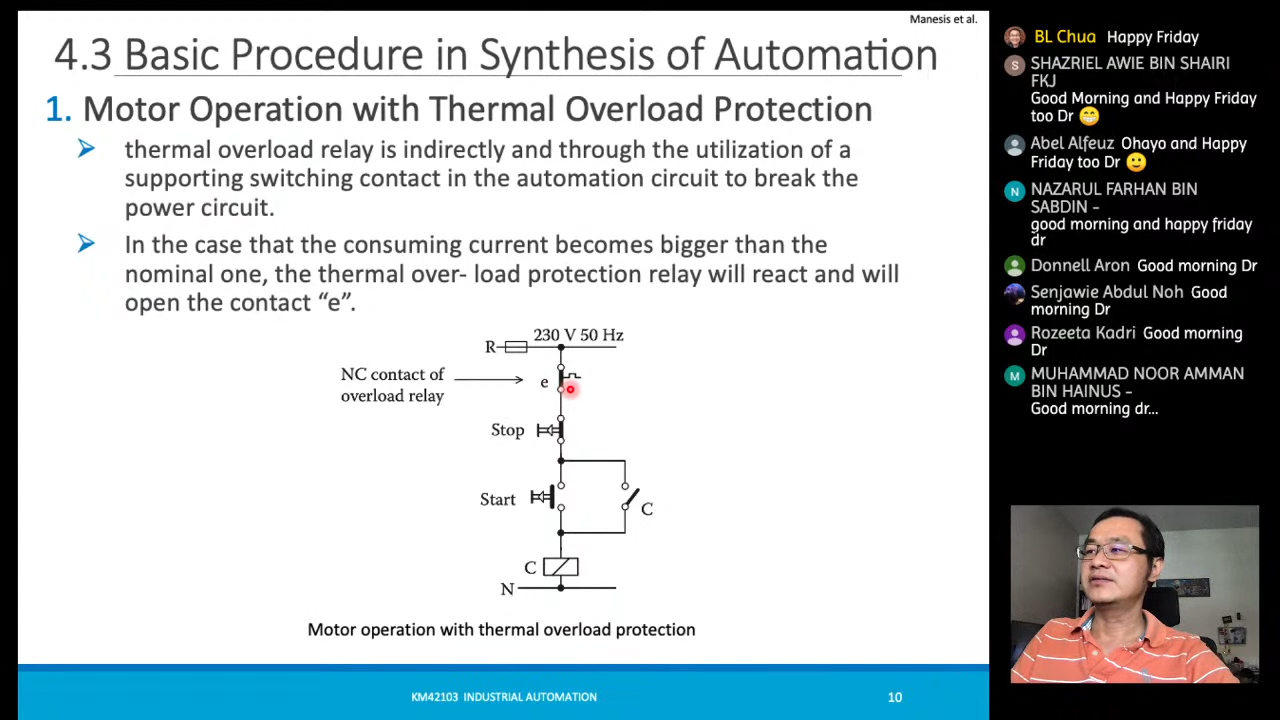 Manesis et al.
4.3 Basic Procedure in Synthesis of Automation
1. Motor Operation with Thermal Overload Protection
thermal overload relay is indirectly and through the utilization of a
supporting switching contact in the automation circuit to break the
power circuit.
In the case that the consuming current becomes bigger than the
nominal one, the thermal over- load protection relay will react and will
open the contact “e”.
230 V 50 Hz
R
NC contact of
overload relay
e
Stop
Start
C
C
N
Motor operation with thermal overload protection
KM42103 INDUSTRIAL AUTOMATION
10
BL Chua Happy Friday
S
SHAZRIEL AWIE BIN SHAIRI
FKJ
Good Morning and Happy Friday
too Dr 😁
Abel Alfeuz Ohayo and Happy
Friday too Dr 🙂
N
NAZARUL FARHAN BIN
SABDIN -
good morning and happy friday
dr
Donnell Aron Good morning Dr
Senjawie Abdul Noh Good
morning Dr
Rozeeta Kadri Good morning
Dr
M
MUHAMMAD NOOR AMMAN
BIN HAINUS -
Good morning dr...